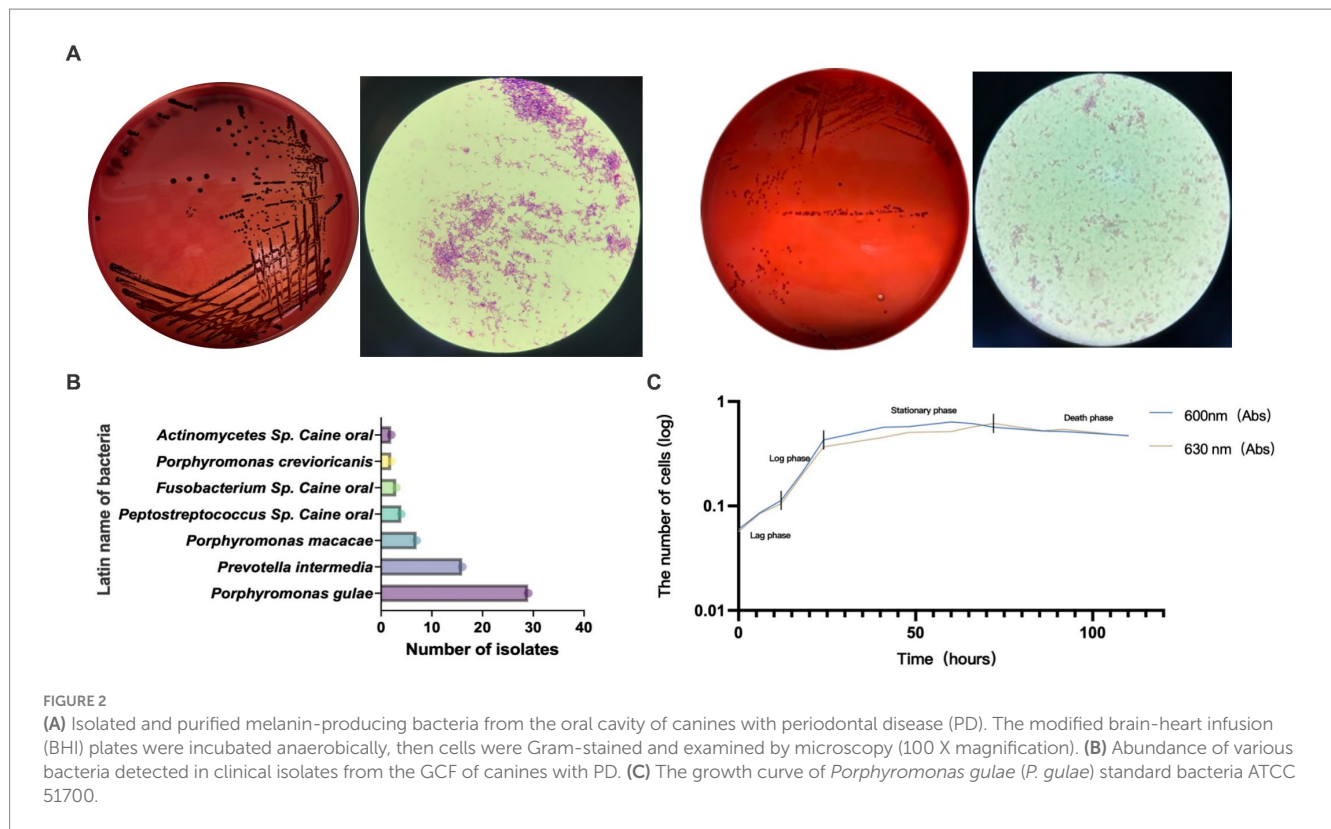 A
B
Latin name of bacteria
Actinomycetes Sp. Caine oral
Porphyromonas crevioricanis
Fusobacterium Sp. Caine oral
Peptostreptococcus Sp. Caine oral
Porphyromonas macacae
Prevotella intermedia
Porphyromonas gulae
0 10 20 30 40
Number of isolates
C
The number of cells (log)
1
0.1
0.01
Lag phase
Log phase
Stationary phase
Death phase
600nm (Abs)
630 nm (Abs)
0 50 100
Time (hours)
FIGURE 2
(A) Isolated and purified melanin-producing bacteria from the oral cavity of canines with periodontal disease (PD). The modified brain-heart infusion
(BHI) plates were incubated anaerobically, then cells were Gram-stained and examined by microscopy (100 X magnification). (B) Abundance of various
bacteria detected in clinical isolates from the GCF of canines with PD. (C) The growth curve of Porphyromonas gulae (P. gulae) standard bacteria ATCC
51700.